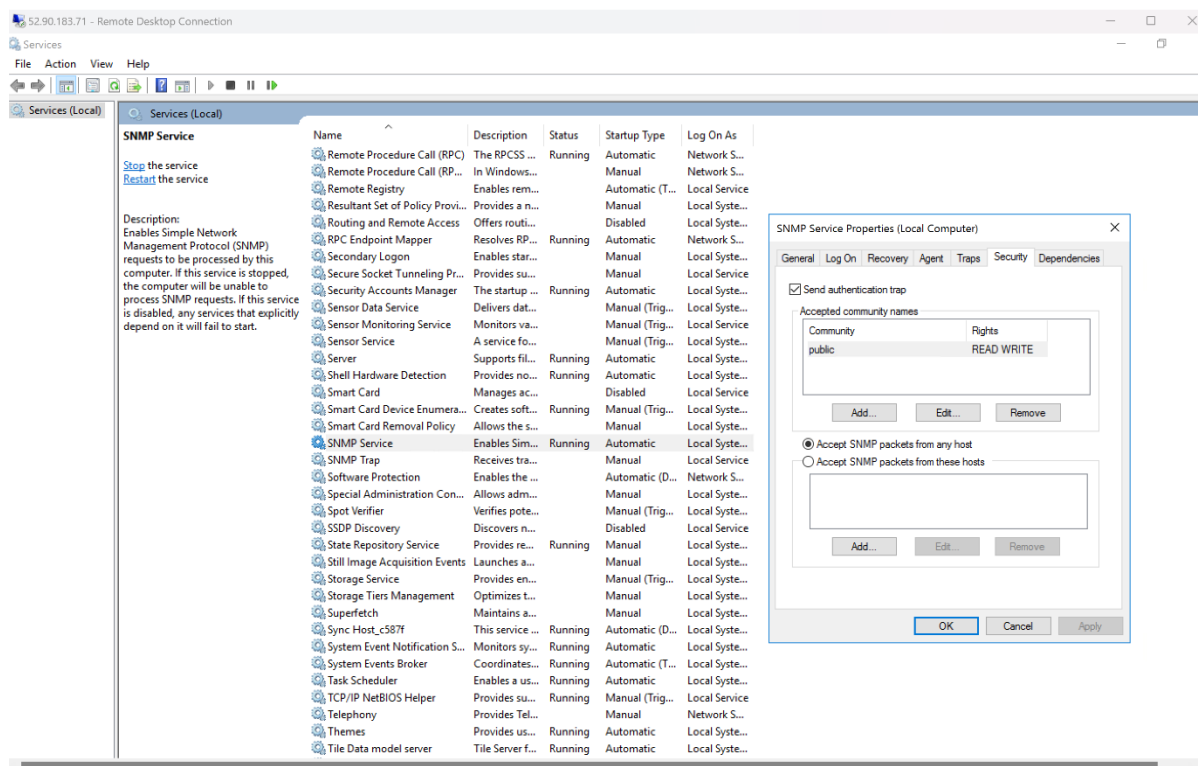 52.90.183.71 - Remote Desktop Connection
Services
File Action View Help
Services (Local)
Services (Local)
SNMP Service
Stop the service
Restart the service
Description:
Enables Simple Network
Management Protocol (SNMP)
requests to be processed by this
computer. If this service is stopped,
the computer will be unable to
process SNMP requests. If this service
is disabled, any services that explicitly
depend on it will fail to start.
Name Description Status Startup Type Log On As
Remote Procedure Call (RPC) The RPCSS ... Running Automatic Network S...
Remote Procedure Call (RP... In Windows... Manual Network S...
Remote Registry Enables rem... Automatic (T... Local Service
Resultant Set of Policy Provi... Provides a n... Manual Local Syste...
Routing and Remote Access Offers routi... Disabled Local Syste...
RPC Endpoint Mapper Resolves RP... Running Automatic Network S...
Secondary Logon Enables star... Manual Local Syste...
Secure Socket Tunneling Pr... Provides su... Manual Local Service
Security Accounts Manager The startup ... Running Automatic Local Syste...
Sensor Data Service Delivers dat... Manual (Trig... Local Syste...
Sensor Monitoring Service Monitors va... Manual (Trig... Local Service
Sensor Service A service fo... Manual (Trig... Local Syste...
Server Supports fil... Running Automatic Local Syste...
Shell Hardware Detection Provides no... Running Automatic Local Syste...
Smart Card Manages ac... Disabled Local Service
Smart Card Device Enumera... Creates soft... Running Manual (Trig... Local Syste...
Smart Card Removal Policy Allows the s... Manual Local Syste...
SNMP Service Enables Sim... Running Automatic Local Syste...
SNMP Trap Receives tra... Manual Local Service
Software Protection Enables the ... Automatic (D... Network S...
Special Administration Con... Allows adm... Manual Local Syste...
Spot Verifier Verifies pote... Manual (Trig... Local Syste...
SSDP Discovery Discovers n... Disabled Local Service
State Repository Service Provides re... Running Manual Local Syste...
Still Image Acquisition Events Launches a... Manual Local Syste...
Storage Service Provides en... Manual (Trig... Local Syste...
Storage Tiers Management Optimizes t... Manual Local Syste...
Superfetch Maintains a... Manual Local Syste...
Sync Host_c587f This service ... Running Automatic (D... Local Syste...
System Event Notification S... Monitors sy... Running Automatic Local Syste...
System Events Broker Coordinates... Running Automatic (T... Local Syste...
Task Scheduler Enables a us... Running Automatic Local Syste...
TCP/IP NetBIOS Helper Provides su... Running Manual (Trig... Local Service
Telephony Provides Tel... Manual Network S...
Themes Provides us... Running Automatic Local Syste...
Tile Data model server Tile Server f... Running Automatic Local Syste...
SNMP Service Properties (Local Computer)
General Log On Recovery Agent Traps Security Dependencies
Send authentication trap
Accepted community names
Community Rights
public READ WRITE
Add... Edit... Remove
Accept SNMP packets from any host
Accept SNMP packets from these hosts
Add... Edit... Remove
OK Cancel Apply